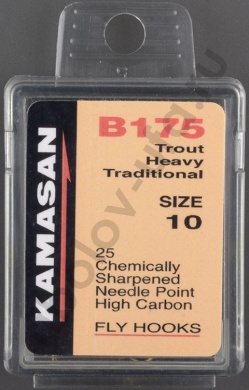 KAMASAN
B175
Trout
Heavy
Traditional
SIZE
10
25
Chemically
Sharpened
Needle Point
High Carbon
FLY HOOKS